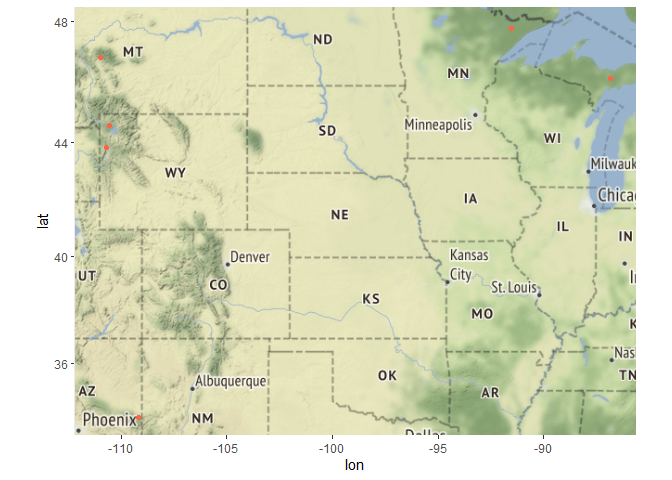 48
44
40
36
lat
MT
ND
MN
Minneapolis
SD
WI
WY
Milwauk
Chicag
NE
IA
IL
IN
UT
Denver
CO
Kansas
City
St. Louis
KS
MO
K
Nas
TN
AZ
Albuquerque
OK
AR
Phoenix
NM
Dallas
-110
-105
-100
-95
-90
lon